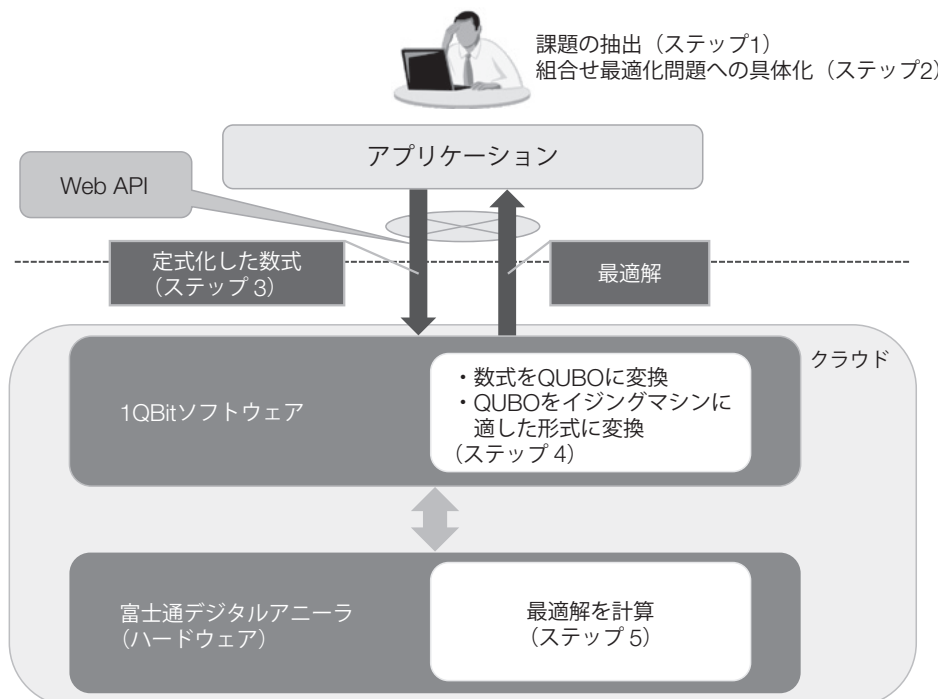 課題の抽出（ステップ1）
組合せ最適化問題への具体化（ステップ2）
アプリケーション
Web API
定式化した数式
（ステップ 3）
最適解
クラウド
1QBitソフトウェア
・数式をQUBOに変換
・QUBOをイジングマシンに
適した形式に変換
（ステップ 4）
富士通デジタルアニーラ
（ハードウェア）
最適解を計算
（ステップ 5）